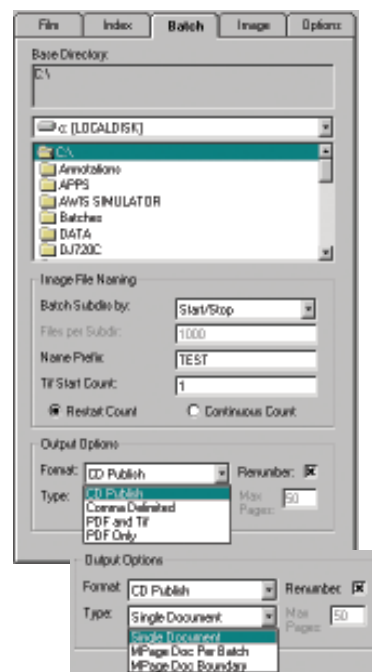 Film Index Batch Image Options
Base Directory:
C:\
c: [LOCALDISK]
C:\
Annotations
APPS
AWTS SIMULATOR
Batches
DATA
DJ720C
Image File Naming
Batch Subdirs by: Start/Stop
Files per Subdir: 1000
Name Prefix: TEST
Tif Start Count: 1
Restart Count Continuous Count
Output Options
Format: CD Publish Renumber:
Type: CD Publish Max Pages: 50
Comma Delimited
PDF and Tif
PDF Only
Output Options
Format: CD Publish Renumber:
Type: Single Document Max Pages: 50
Single Document
MPage Doc Per Batch
MPage Doc Boundary